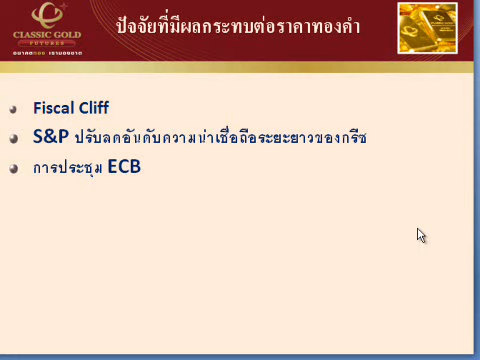 ปัจจัยที่มีผลกระทบต่อราคาทองคำ
CLASSIC GOLD
FUTURES
Fiscal Cliff
S&P ปรับลดอันดับความน่าเชื่อถือระยะยาวของกรีซ
การประชุม ECB